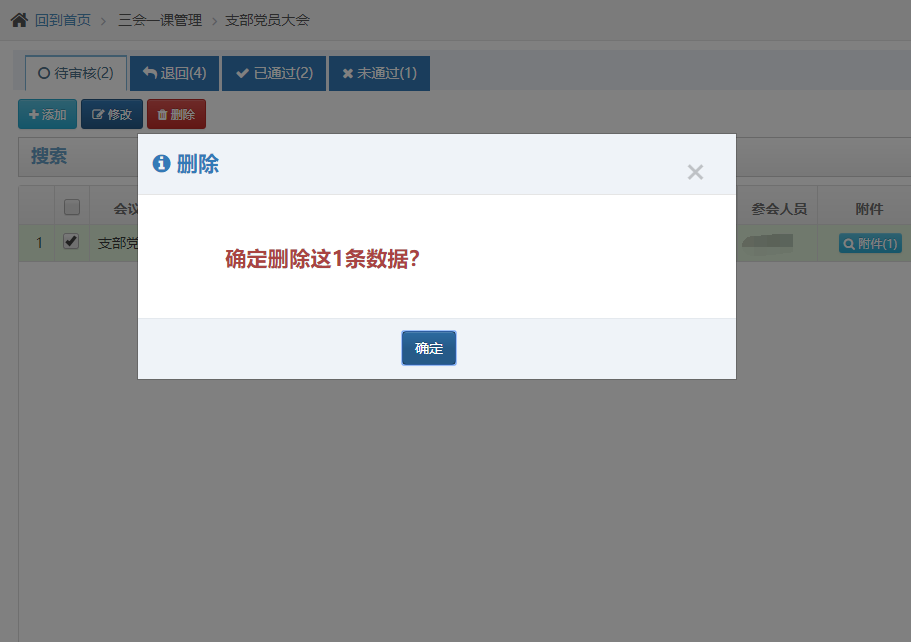 回到首页 > 三会一课管理 > 支部党员大会
待审核(2) 退回(4) 已通过(2) 未通过(1)
添加 修改 删除
删除
×
搜索
会议 参会人员 附件
1 支部党 附件(1)
确定删除这1条数据?
确定